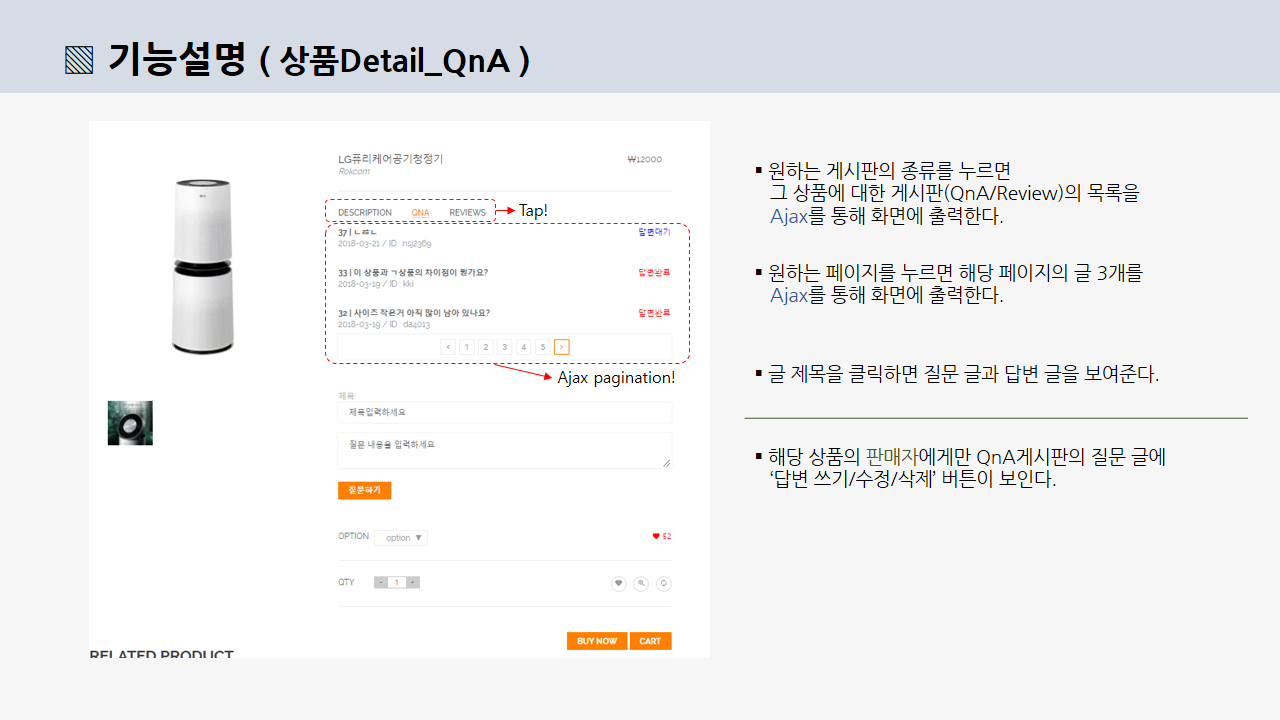 기능설명 ( 상품Detail_QnA )
LG퓨리케어공기청정기 ₩12000
Rokcom
DESCRIPTION QNA REVIEWS
Tap!
37 | ㄴㄹㄴ 답변대기
2018-03-21 / ID : nsj2369
33 | 이 상품과 ㄱ상품의 차이점이 뭔가요? 답변완료
2018-03-19 / ID : kki
32 | 사이즈 작은거 아직 많이 남아 있나요? 답변완료
2018-03-19 / ID : da4013
< 1 2 3 4 5 >
Ajax pagination!
제목:
제목입력하세요
질문 내용을 입력하세요
질문하기
OPTION option ▼ 52
QTY - 1 +
BUY NOW CART
RELATED PRODUCT
▪ 원하는 게시판의 종류를 누르면
그 상품에 대한 게시판(QnA/Review)의 목록을
Ajax를 통해 화면에 출력한다.
▪ 원하는 페이지를 누르면 해당 페이지의 글 3개를
Ajax를 통해 화면에 출력한다.
▪ 글 제목을 클릭하면 질문 글과 답변 글을 보여준다.
▪ 해당 상품의 판매자에게만 QnA게시판의 질문 글에
‘답변 쓰기/수정/삭제’ 버튼이 보인다.